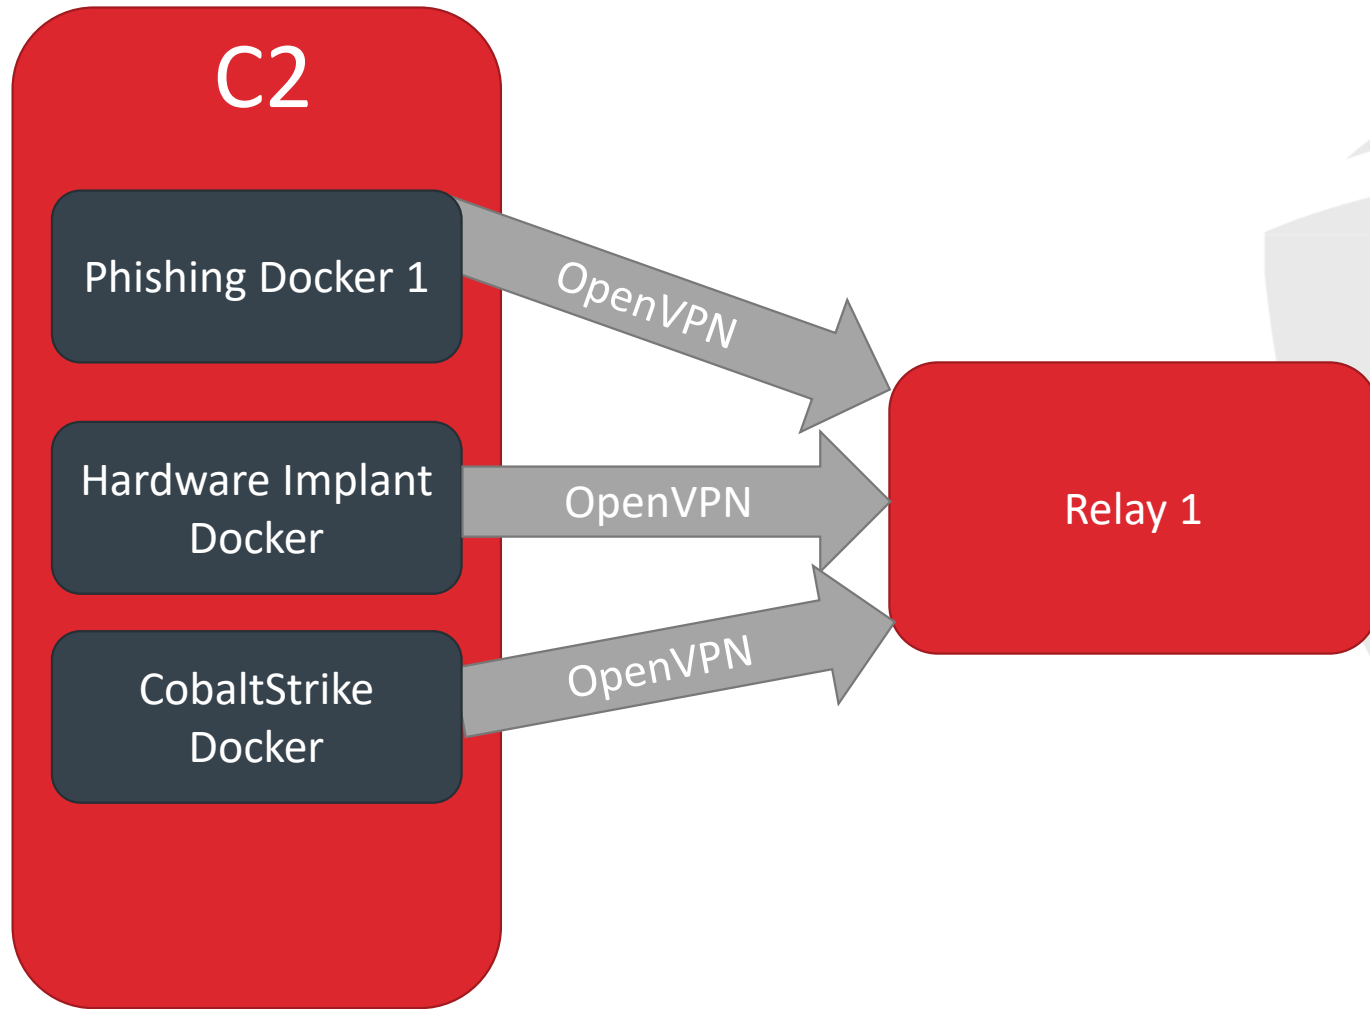 C2
Phishing Docker 1
OpenVPN
Hardware Implant
Docker
OpenVPN
Relay 1
CobaltStrike
Docker
OpenVPN